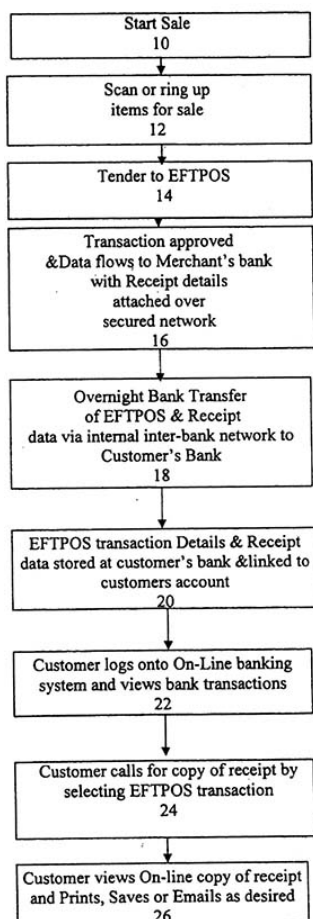 Start Sale
10
Scan or ring up
items for sale
12
Tender to EFTPOS
14
Transaction approved
&Data flows to Merchant's bank
with Receipt details
attached over
secured network
16
Overnight Bank Transfer
of EFTPOS & Receipt
data via internal inter-bank network to
Customer's Bank
18
EFTPOS transaction Details & Receipt
data stored at customer's bank &linked to
customers account
20
Customer logs onto On-Line banking
system and views bank transactions
22
Customer calls for copy of receipt by
selecting EFTPOS transaction
24
Customer views On-line copy of receipt
and Prints, Saves or Emails as desired
26